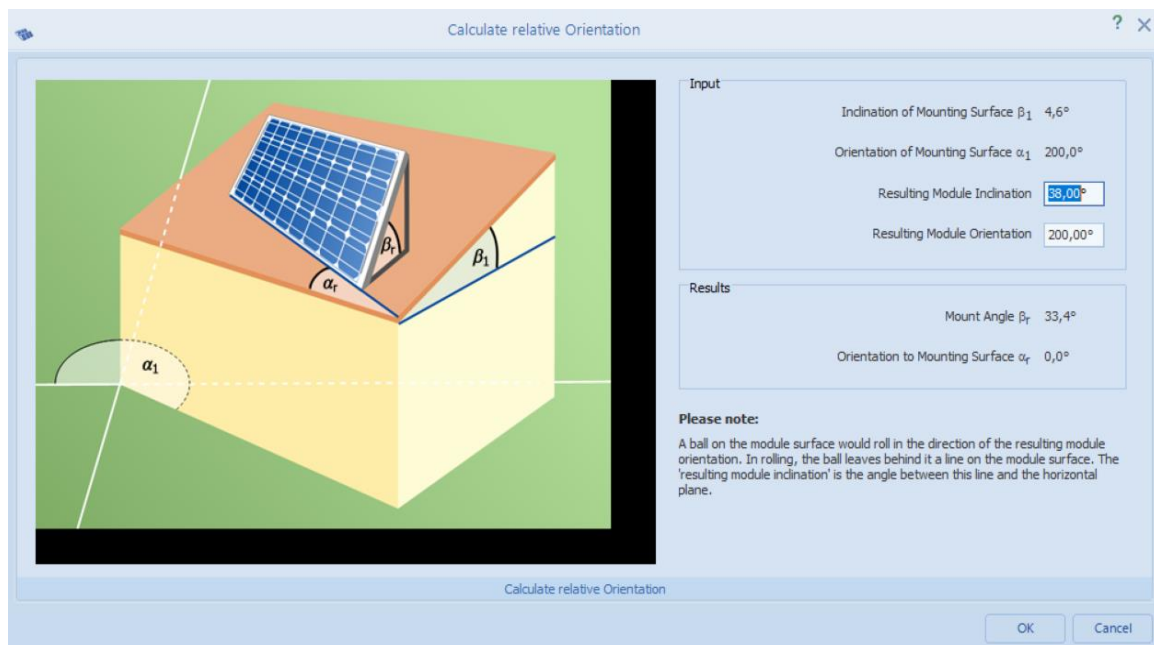 Calculate relative Orientation
?
Input
Inclination of Mounting Surface β1 4,6°
Orientation of Mounting Surface α1 200,0°
Resulting Module Inclination 38,00°
Resulting Module Orientation 200,00°
βr
β1
αr
α1
Results
Mount Angle βr 33,4°
Orientation to Mounting Surface αr 0,0°
Please note:
A ball on the module surface would roll in the direction of the resulting module
orientation. In rolling, the ball leaves behind it a line on the module surface. The
'resulting module inclination' is the angle between this line and the horizontal
plane.
Calculate relative Orientation
OK Cancel